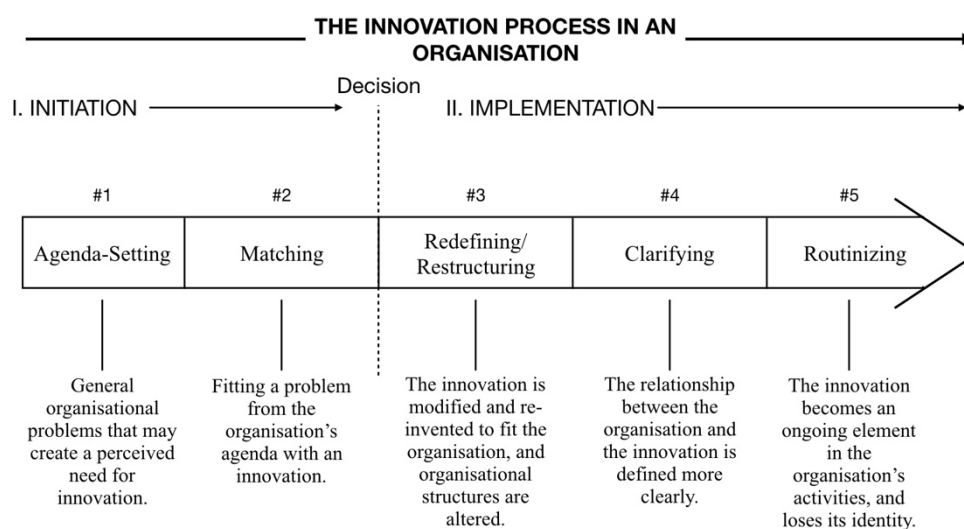 THE INNOVATION PROCESS IN AN
ORGANISATION
Decision
I. INITIATION
II. IMPLEMENTATION
#1
#2
#3
#4
#5
Agenda-Setting
Matching
Redefining/
Restructuring
Clarifying
Routinizing
General
organisational
problems that may
create a perceived
need for
innovation.
Fitting a problem
from the
organisation’s
agenda with an
innovation.
The innovation is
modified and re-
invented to fit the
organisation, and
organisational
structures are
altered.
The relationship
between the
organisation and
the innovation is
defined more
clearly.
The innovation
becomes an
ongoing element
in the
organisation’s
activities, and
loses its identity.